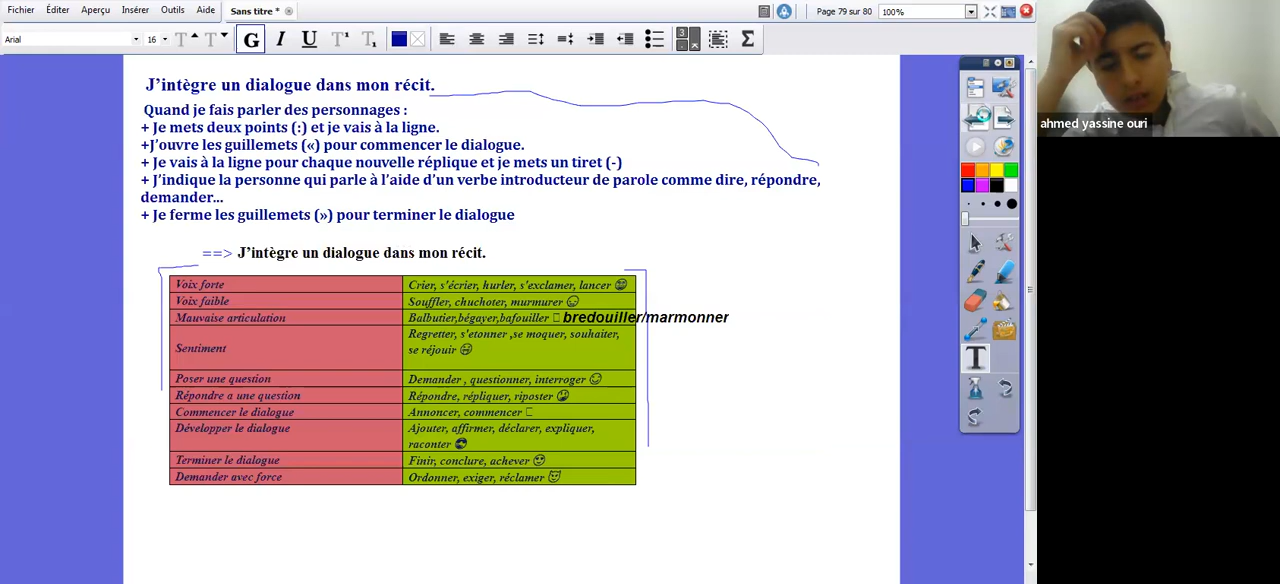 Fichier Éditer Aperçu Insérer Outils Aide Sans titre * Page 79 sur 80 100%
Arial 16 T T G I U T¹ T₁ Σ
J'intègre un dialogue dans mon récit.
Quand je fais parler des personnages :
+ Je mets deux points (:) et je vais à la ligne.
+J'ouvre les guillemets («) pour commencer le dialogue.
+ Je vais à la ligne pour chaque nouvelle réplique et je mets un tiret (-)
+ J'indique la personne qui parle à l'aide d'un verbe introducteur de parole comme dire, répondre,
demander...
+ Je ferme les guillemets (») pour terminer le dialogue
==> J'intègre un dialogue dans mon récit.
Voix forte Crier, s'écrier, hurler, s'exclamer, lancer
Voix faible Souffler, chuchoter, murmurer
Mauvaise articulation Balbutier,bégayer,bafouiller bredouiller/marmonner
Sentiment Regretter, s'etonner ,se moquer, souhaiter,
se réjouir
Poser une question Demander , questionner, interroger
Répondre a une question Répondre, répliquer, riposter
Commencer le dialogue Annoncer, commencer
Développer le dialogue Ajouter, affirmer, déclarer, expliquer,
raconter
Terminer le dialogue Finir, conclure, achever
Demander avec force Ordonner, exiger, réclamer
ahmed yassine ouri
T